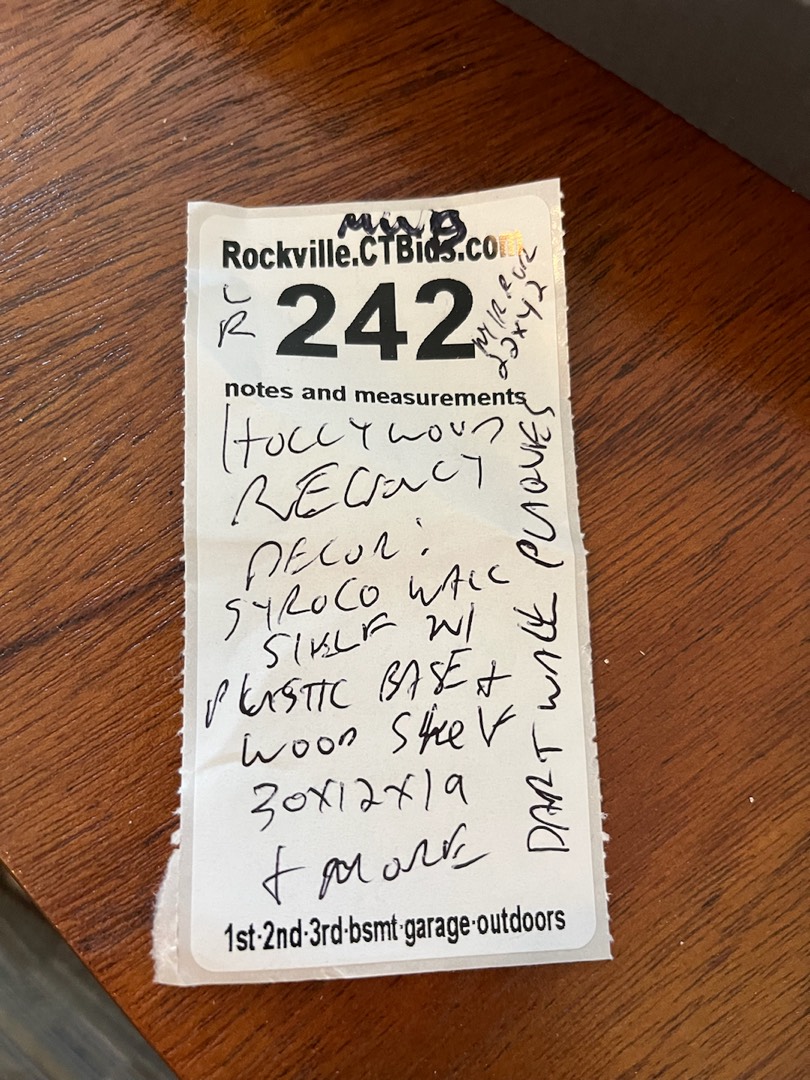 MWB
Rockville.CTBids.com
LR
242
MIRROR
22x42
notes and measurements
HOLLYWOOD
REGENCY
DECOR:
SYROCO WALL
SHELF W/
PLASTIC BASE +
WOOD SHELF
30X12X19
+ MORE
DART WALL PLAQUES
1st·2nd·3rd·bsmt·garage·outdoors